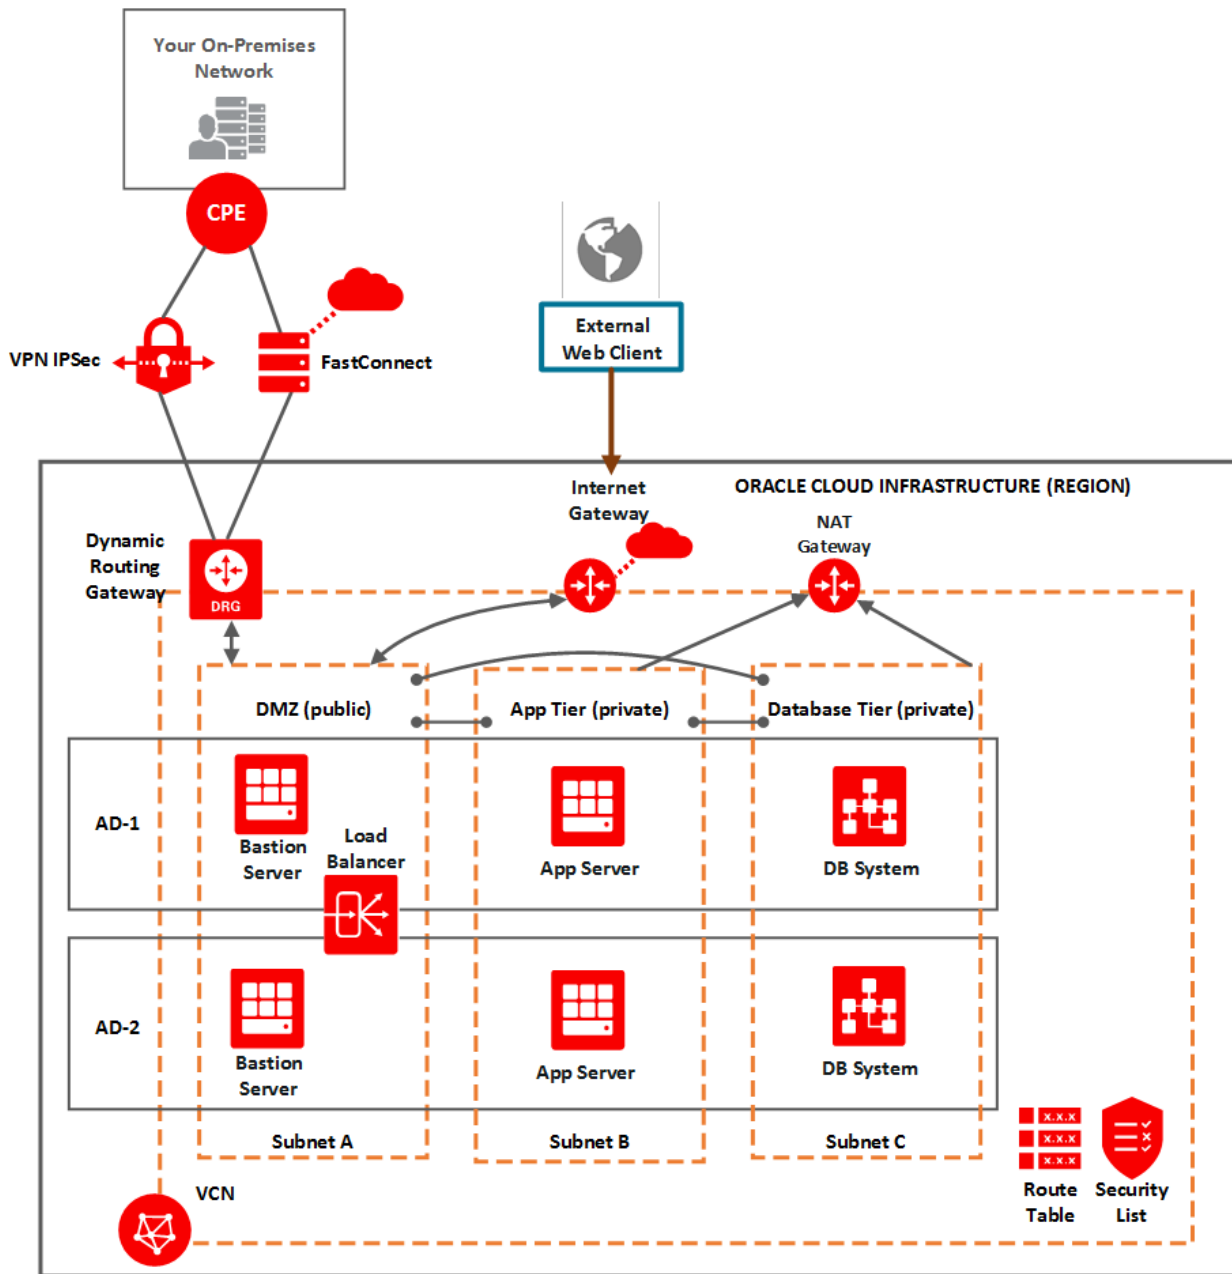 Your On-Premises
Network
CPE
VPN IPSec
FastConnect
External
Web Client
ORACLE CLOUD INFRASTRUCTURE (REGION)
Internet
Gateway
NAT
Gateway
Dynamic
Routing
Gateway
DRG
DMZ (public)
App Tier (private)
Database Tier (private)
AD-1
Bastion
Server
Load
Balancer
App Server
DB System
AD-2
Bastion
Server
App Server
DB System
Subnet A
Subnet B
Subnet C
x.x.x
x.x.x
x.x.x
Route
Table
Security
List
VCN